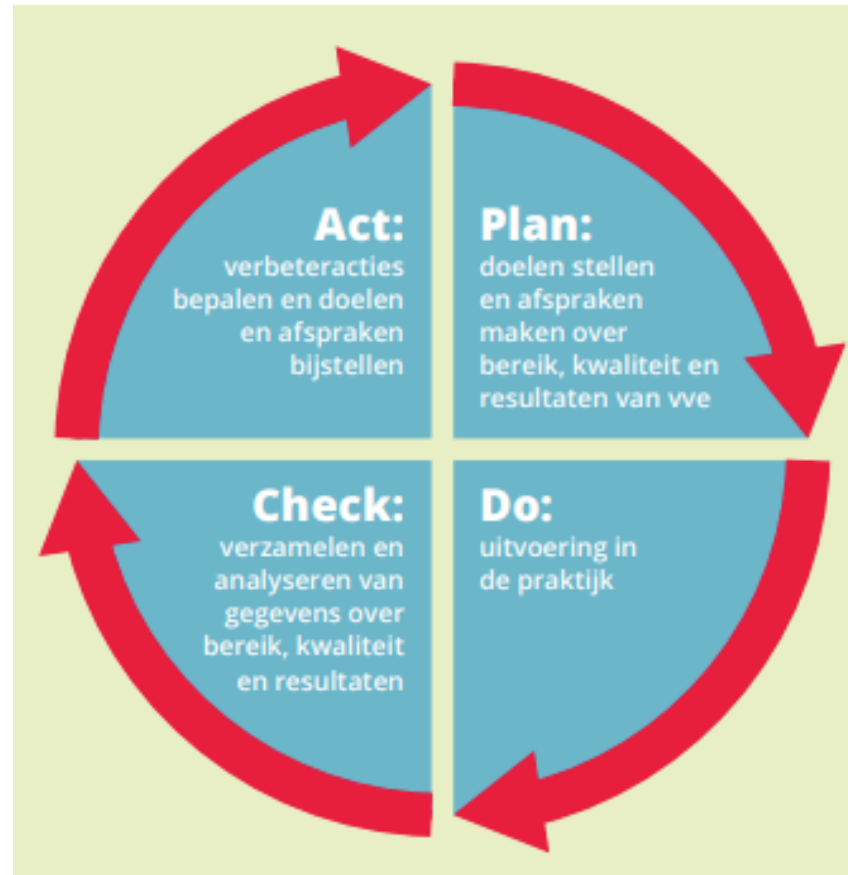 Plan:
doelen stellen
en afspraken
maken over
bereik, kwaliteit en
resultaten van vve
Do:
uitvoering in
de praktijk
Check:
verzamelen en
analyseren van
gegevens over
bereik, kwaliteit
en resultaten
Act:
verbeteracties
bepalen en doelen
en afspraken
bijstellen